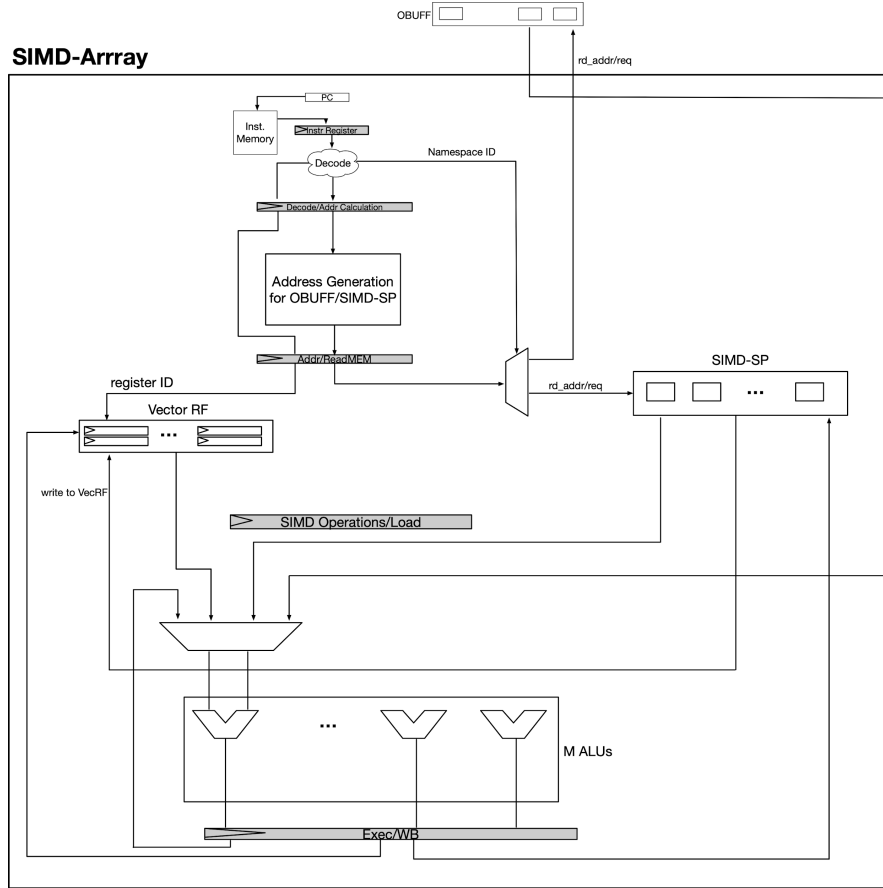 OBUFF
rd_addr/req
SIMD-Arrray
PC
Inst.
Memory
Instr Register
Decode
Namespace ID
Decode/Addr Calculation
Address Generation
for OBUFF/SIMD-SP
Addr/ReadMEM
SIMD-SP
rd_addr/req
...
register ID
Vector RF
...
write to VecRF
SIMD Operations/Load
...
M ALUs
Exec/WB